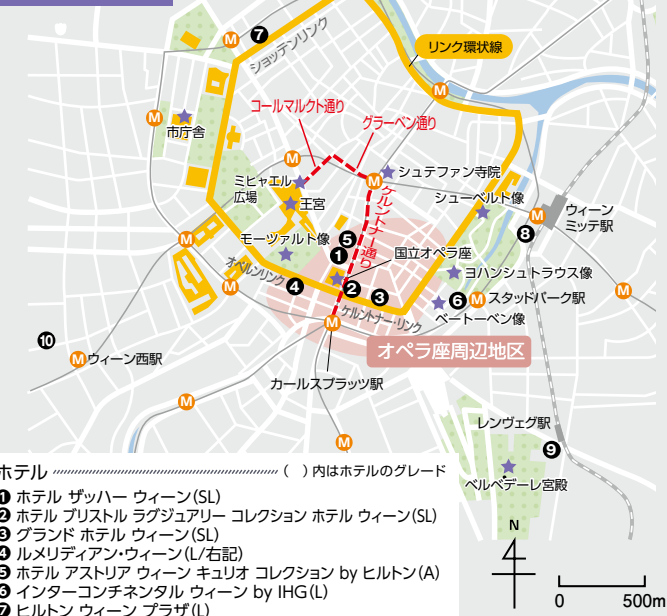 ❼
M
ショッテンリンク
リンク環状線
M
M
市庁舎
コールマルクト通り
グラーベン通り
M
シュテファン寺院
M
ミヒャエル
広場
王宮
シューベルト像
ケルントナー通り
M
ウィーン
ミッテ駅
❽
M
モーツァルト像
❺
❶
国立オペラ座
ヨハンシュトラウス像
オペルンリンク
❹
❷
❸
❻
M スタッドパーク駅
M
M
ベートーベン像
ケルントナー・リンク
M
❿
Mウィーン西駅
オペラ座周辺地区
カールスプラッツ駅
M
M
レンヴェグ駅
❾
ベルベデーレ宮殿
ホテル ( )内はホテルのグレード
❶ ホテル ザッハー ウィーン(SL)
❷ ホテル ブリストル ラグジュアリー コレクション ホテル ウィーン(SL)
❸ グランド ホテル ウィーン(SL)
❹ ルメリディアン・ウィーン(L/右記)
❺ ホテル アストリア ウィーン キュリオ コレクション by ヒルトン(A)
❻ インターコンチネンタル ウィーン by IHG(L)
❼ ヒルトン ウィーン プラザ(L)
N
0 500m